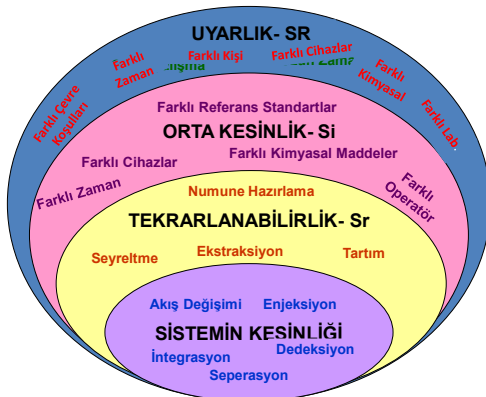 UYARLIK- SR
Farklı Çevre
Koşulları
Farklı
Zaman
Farklı Kişi
Farklı Cihazlar
Farklı
Kimyasal
Farklı Lab.
Farklı Referans Standartlar
ORTA KESİNLİK- Si
Farklı Cihazlar
Farklı Kimyasal Maddeler
Farklı Zaman
Farklı
Operatör
Numune Hazırlama
TEKRARLANABİLİRLİK- Sr
Seyreltme
Ekstraksiyon
Tartım
Akış Değişimi
Enjeksiyon
SİSTEMİN KESİNLİĞİ
İntegrasyon
Dedeksiyon
Seperasyon